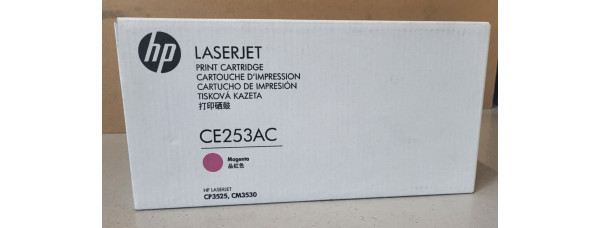 hp
LASERJET
PRINT CARTRIDGE
CARTOUCHE D'IMPRESSION
CARTUCHO DE IMPRESIÓN
TISKOVÁ KAZETA
打印硒鼓
CE253AC
Magenta
品红色
HP LASERJET
CP3525, CM3530